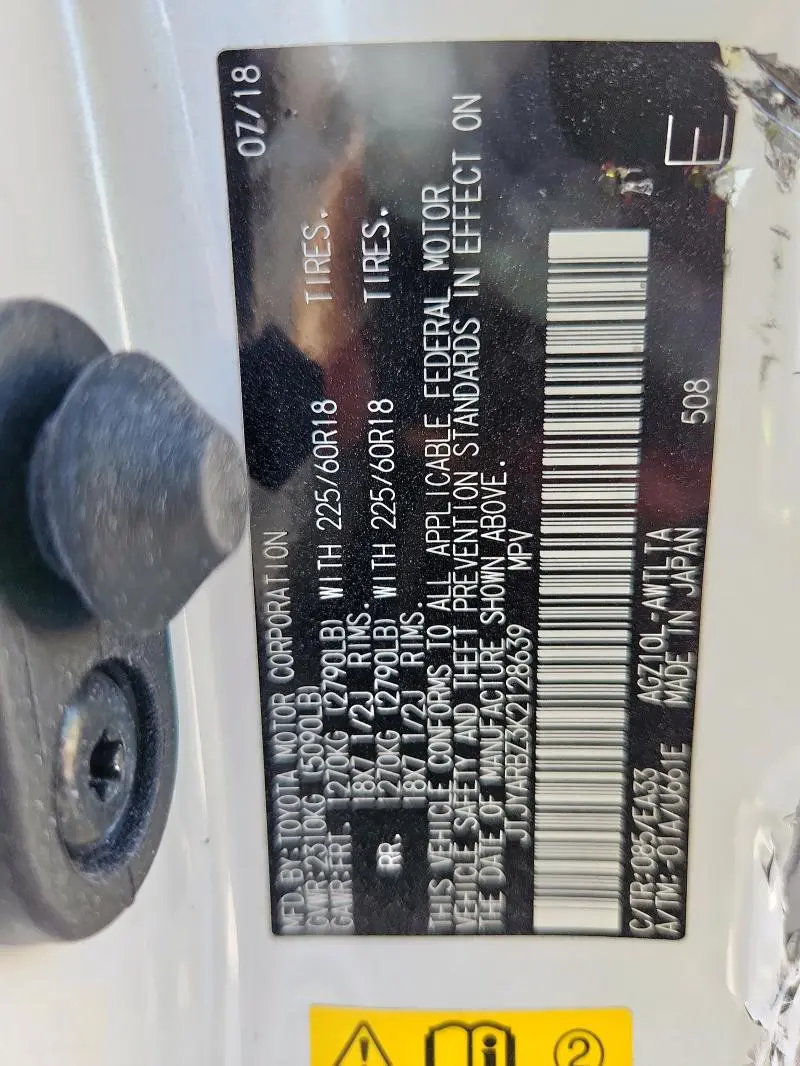 MFD.BY:TOYOTA MOTOR CORPORATION 07/18
GVWR:2310KG (5090LB)
GAWR:FRT. 1270KG (2790LB) WITH 225/60R18 TIRES.
18X7 1/2J RIMS.
RR. 1270KG (2790LB) WITH 225/60R18 TIRES.
18X7 1/2J RIMS.
THIS VEHICLE CONFORMS TO ALL APPLICABLE FEDERAL MOTOR
VEHICLE SAFETY AND THEFT PREVENTION STANDARDS IN EFFECT ON
THE DATE OF MANUFACTURE SHOWN ABOVE.
JTJYARBZ3K2128639 MPV
C/TR:085/EA33 AGZ10L-AWTLTA 508
A/TM:-01A/U661E MADE IN JAPAN
E
2